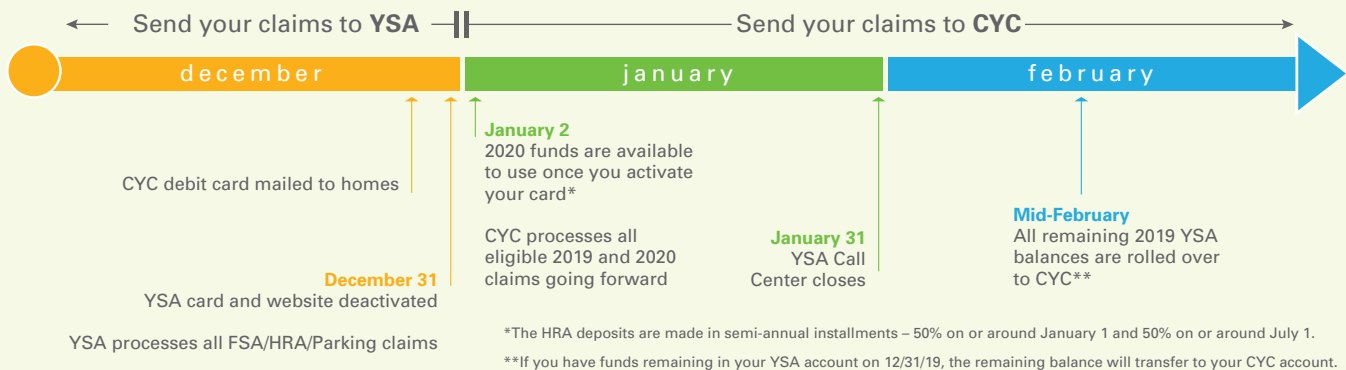 Send your claims to YSA
Send your claims to CYC
december
january
february
CYC debit card mailed to homes
December 31
YSA card and website deactivated
YSA processes all FSA/HRA/Parking claims
January 2
2020 funds are available
to use once you activate
your card*
CYC processes all
eligible 2019 and 2020
claims going forward
January 31
YSA Call
Center closes
Mid-February
All remaining 2019 YSA
balances are rolled over
to CYC**
*The HRA deposits are made in semi-annual installments – 50% on or around January 1 and 50% on or around July 1.
**If you have funds remaining in your YSA account on 12/31/19, the remaining balance will transfer to your CYC account.